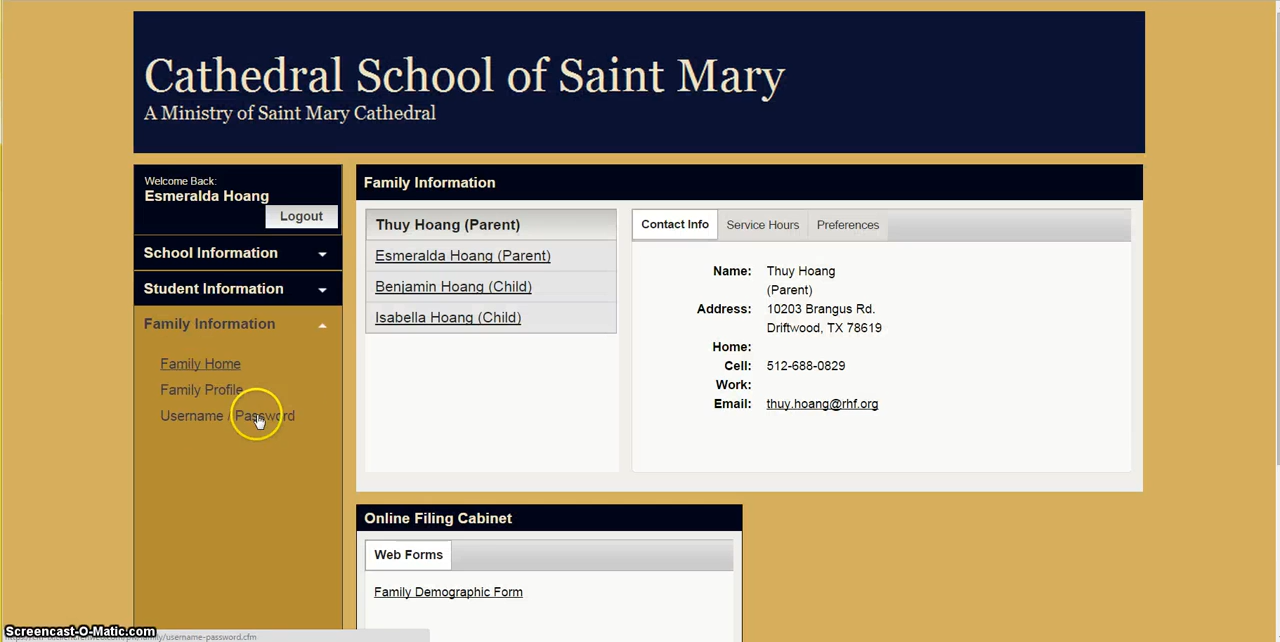 Cathedral School of Saint Mary
A Ministry of Saint Mary Cathedral
Welcome Back:
Esmeralda Hoang
Logout
School Information
Student Information
Family Information
Family Home
Family Profile
Username / Password
Family Information
Thuy Hoang (Parent)
Esmeralda Hoang (Parent)
Benjamin Hoang (Child)
Isabella Hoang (Child)
Contact Info Service Hours Preferences
Name: Thuy Hoang
(Parent)
Address: 10203 Brangus Rd.
Driftwood, TX 78619
Home:
Cell: 512-688-0829
Work:
Email: thuy.hoang@rhf.org
Online Filing Cabinet
Web Forms
Family Demographic Form
Screencast-O-Matic.com